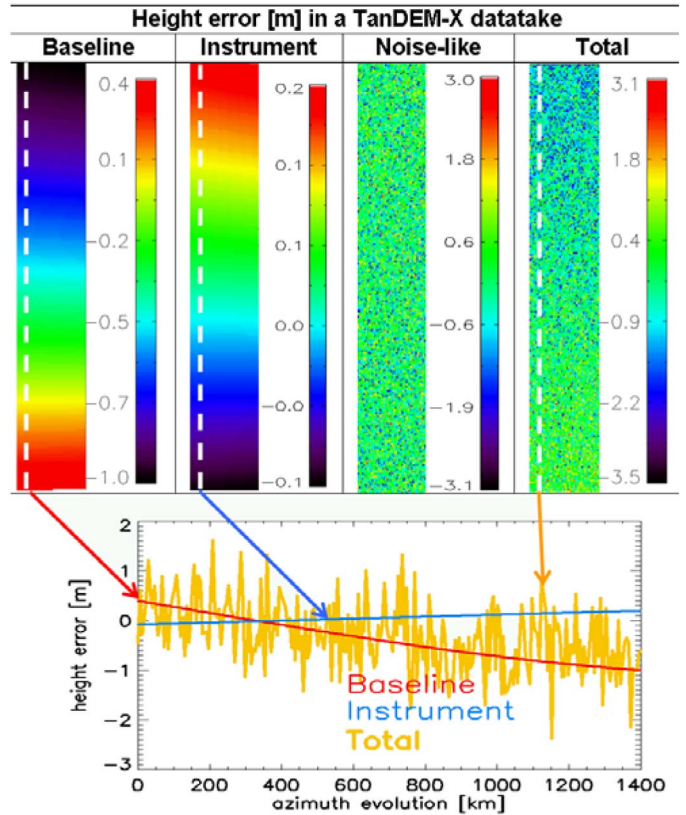 Height error [m] in a TanDEM-X datatake
Baseline Instrument Noise-like Total
0.4 0.2 3.0 3.1
0.1 0.1 1.8 1.8
-0.2 0.1 0.6 0.4
-0.5 0.0 -0.6 -0.9
-0.7 -0.0 -1.9 -2.2
-1.0 -0.1 -3.1 -3.5
2
1
0
-1
-2
-3
height error [m]
Baseline
Instrument
Total
0 200 400 600 800 1000 1200 1400
azimuth evolution [km]